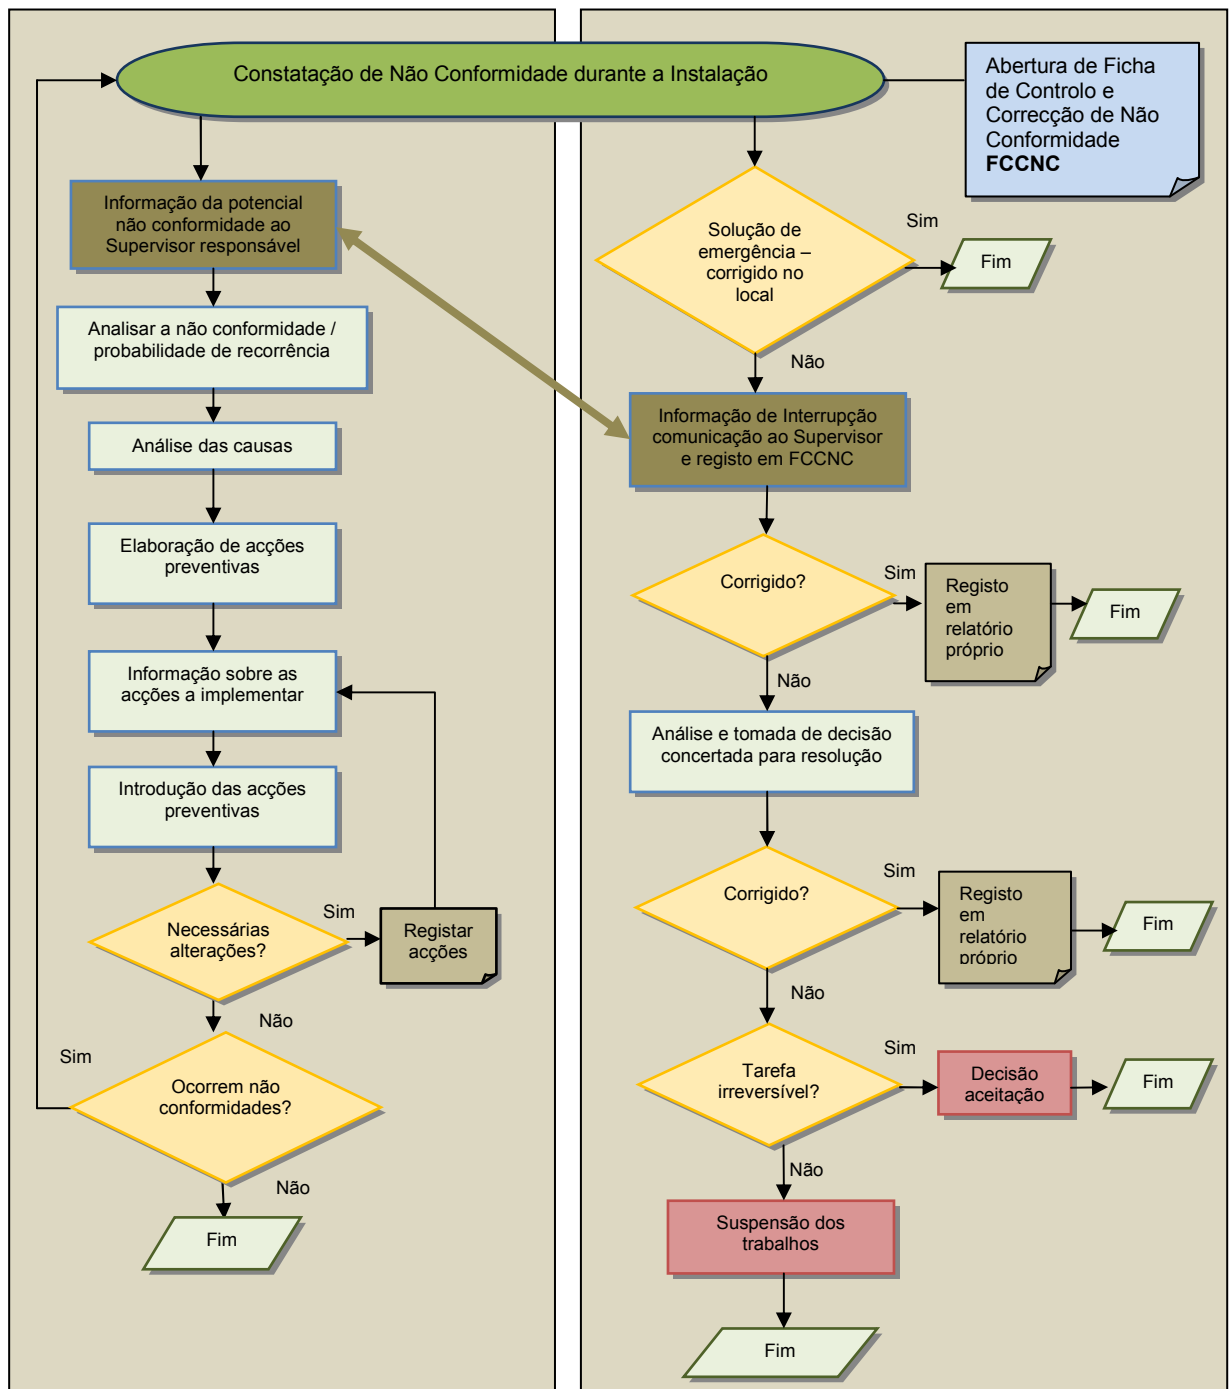 Constatação de Não Conformidade durante a Instalação
Abertura de Ficha
de Controlo e
Correcção de Não
Conformidade
FCCNC
Informação da potencial
não conformidade ao
Supervisor responsável
Analisar a não conformidade /
probabilidade de recorrência
Análise das causas
Elaboração de acções
preventivas
Informação sobre as
acções a implementar
Introdução das acções
preventivas
Necessárias
alterações?
Sim
Registar
acções
Não
Sim
Ocorrem não
conformidades?
Não
Fim
Solução de
emergência –
corrigido no
local
Sim
Fim
Não
Informação de Interrupção
comunicação ao Supervisor
e registo em FCCNC
Corrigido?
Sim
Registo
em
relatório
próprio
Fim
Não
Análise e tomada de decisão
concertada para resolução
Corrigido?
Sim
Registo
em
relatório
próprio
Fim
Não
Tarefa
irreversível?
Sim
Decisão
aceitação
Fim
Não
Suspensão dos
trabalhos
Fim